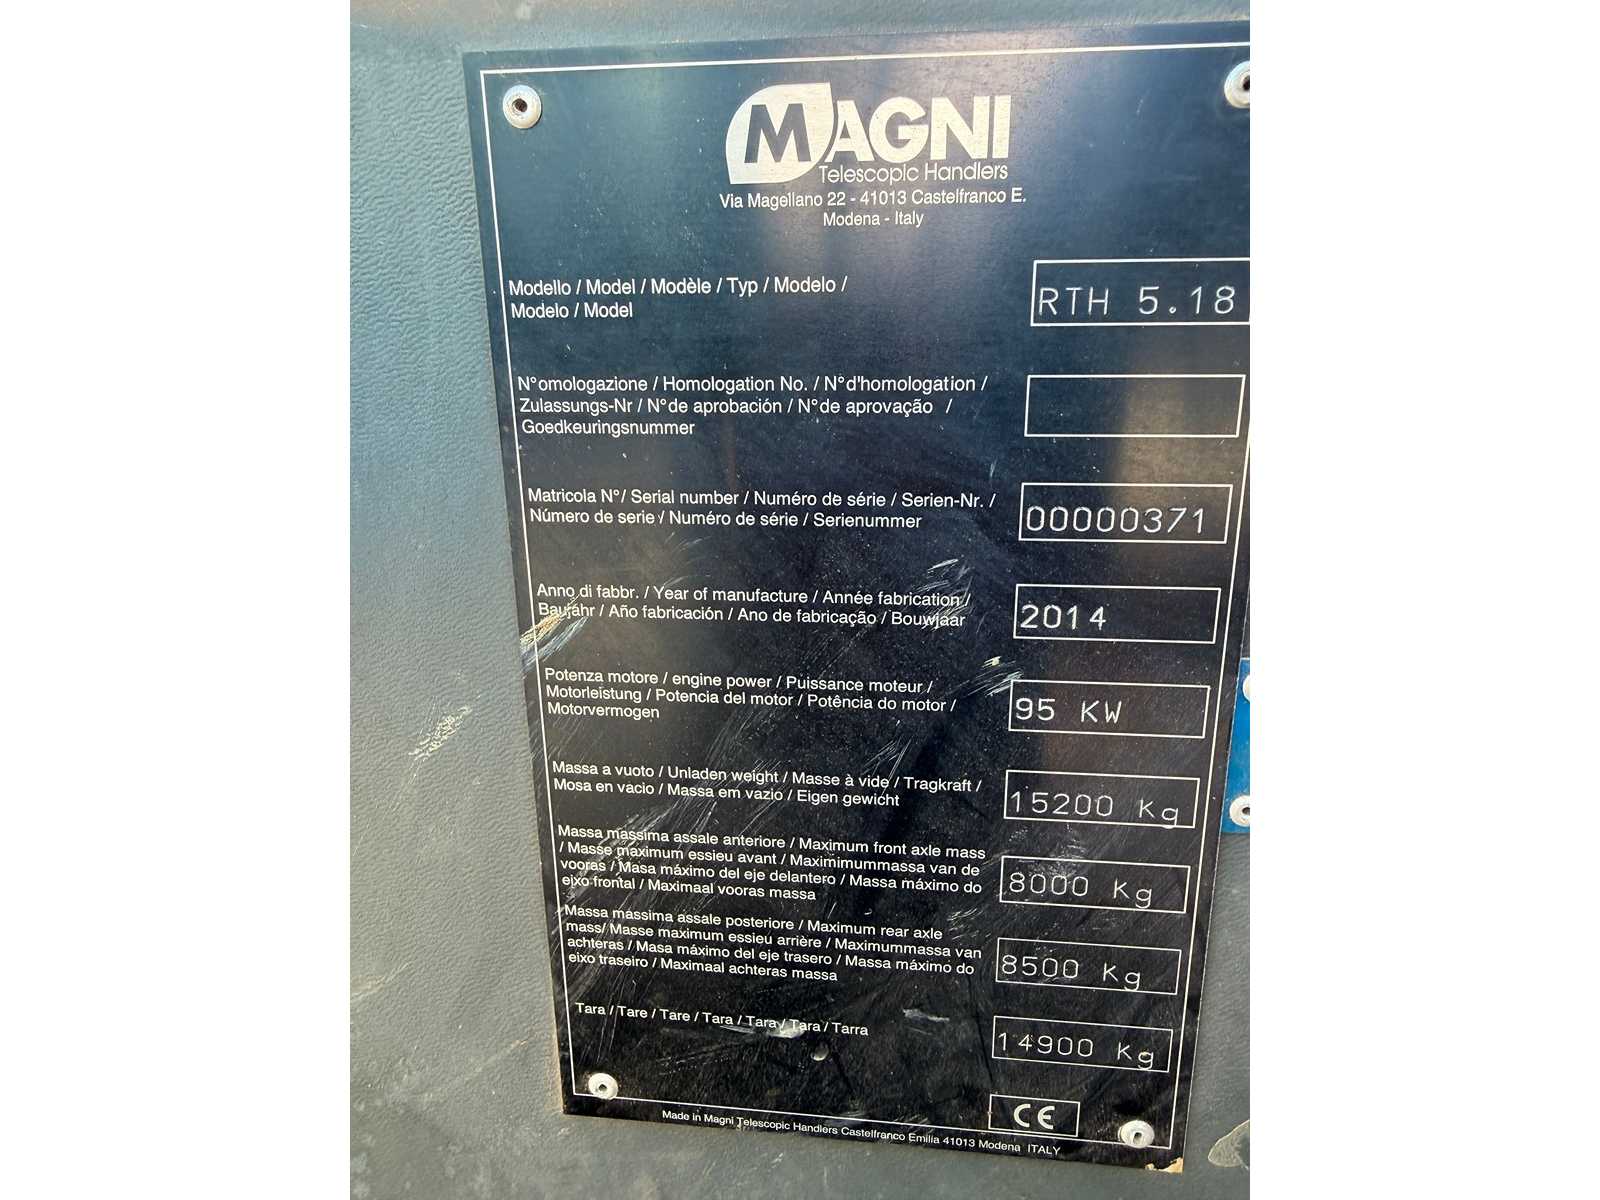 MAGNI
Telescopic Handlers
Via Magellano 22 - 41013 Castelfranco E.
Modena - Italy
Modello / Model / Modèle / Typ / Modelo /
Modelo / Model
RTH 5.18
N°omologazione / Homologation No. / N°d'homologation /
Zulassungs-Nr / N°de aprobación / N°de aprovação /
Goedkeuringsnummer
Matricola N°/ Serial number / Numéro de série / Serien-Nr. /
Número de serie / Numéro de série / Serienummer
00000371
Anno di fabbr. / Year of manufacture / Année fabrication /
Baujahr / Año fabricación / Ano de fabricação / Bouwjaar
2014
Potenza motore / engine power / Puissance moteur /
Motorleistung / Potencia del motor / Potência do motor /
Motorvermogen
95 KW
Massa a vuoto / Unladen weight / Masse à vide / Tragkraft /
Mosa en vacio / Massa em vazio / Eigen gewicht
15200 Kg
Massa massima assale anteriore / Maximum front axle mass
/ Masse maximum essieu avant / Maximimummassa van de
vooras / Masa máximo del eje delantero / Massa máximo do
eixo frontal / Maximaal vooras massa
8000 Kg
Massa massima assale posteriore / Maximum rear axle
mass/ Masse maximum essieu arrière / Maximummassa van
achteras / Masa máximo del eje trasero / Massa máximo do
eixo traseiro / Maximaal achteras massa
8500 Kg
Tara / Tare / Tare / Tara / Tara / Tara / Tarra
14900 Kg
CE
Made in Magni Telescopic Handlers Castelfranco Emilia 41013 Modena ITALY